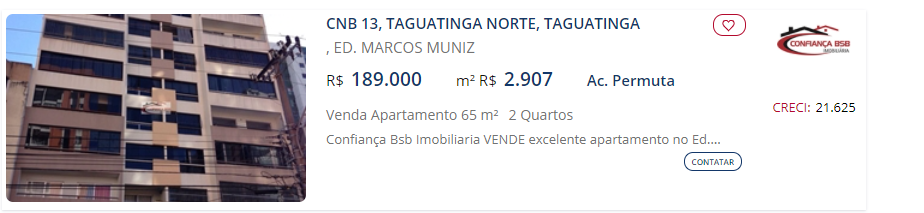 CNB 13, TAGUATINGA NORTE, TAGUATINGA
, ED. MARCOS MUNIZ
R$ 189.000 m² R$ 2.907 Ac. Permuta
Venda Apartamento 65 m² 2 Quartos
Confiança Bsb Imobiliaria VENDE excelente apartamento no Ed....
CONTATAR
CONFIANÇA BSB
IMOBILIÁRIA
CRECI: 21.625